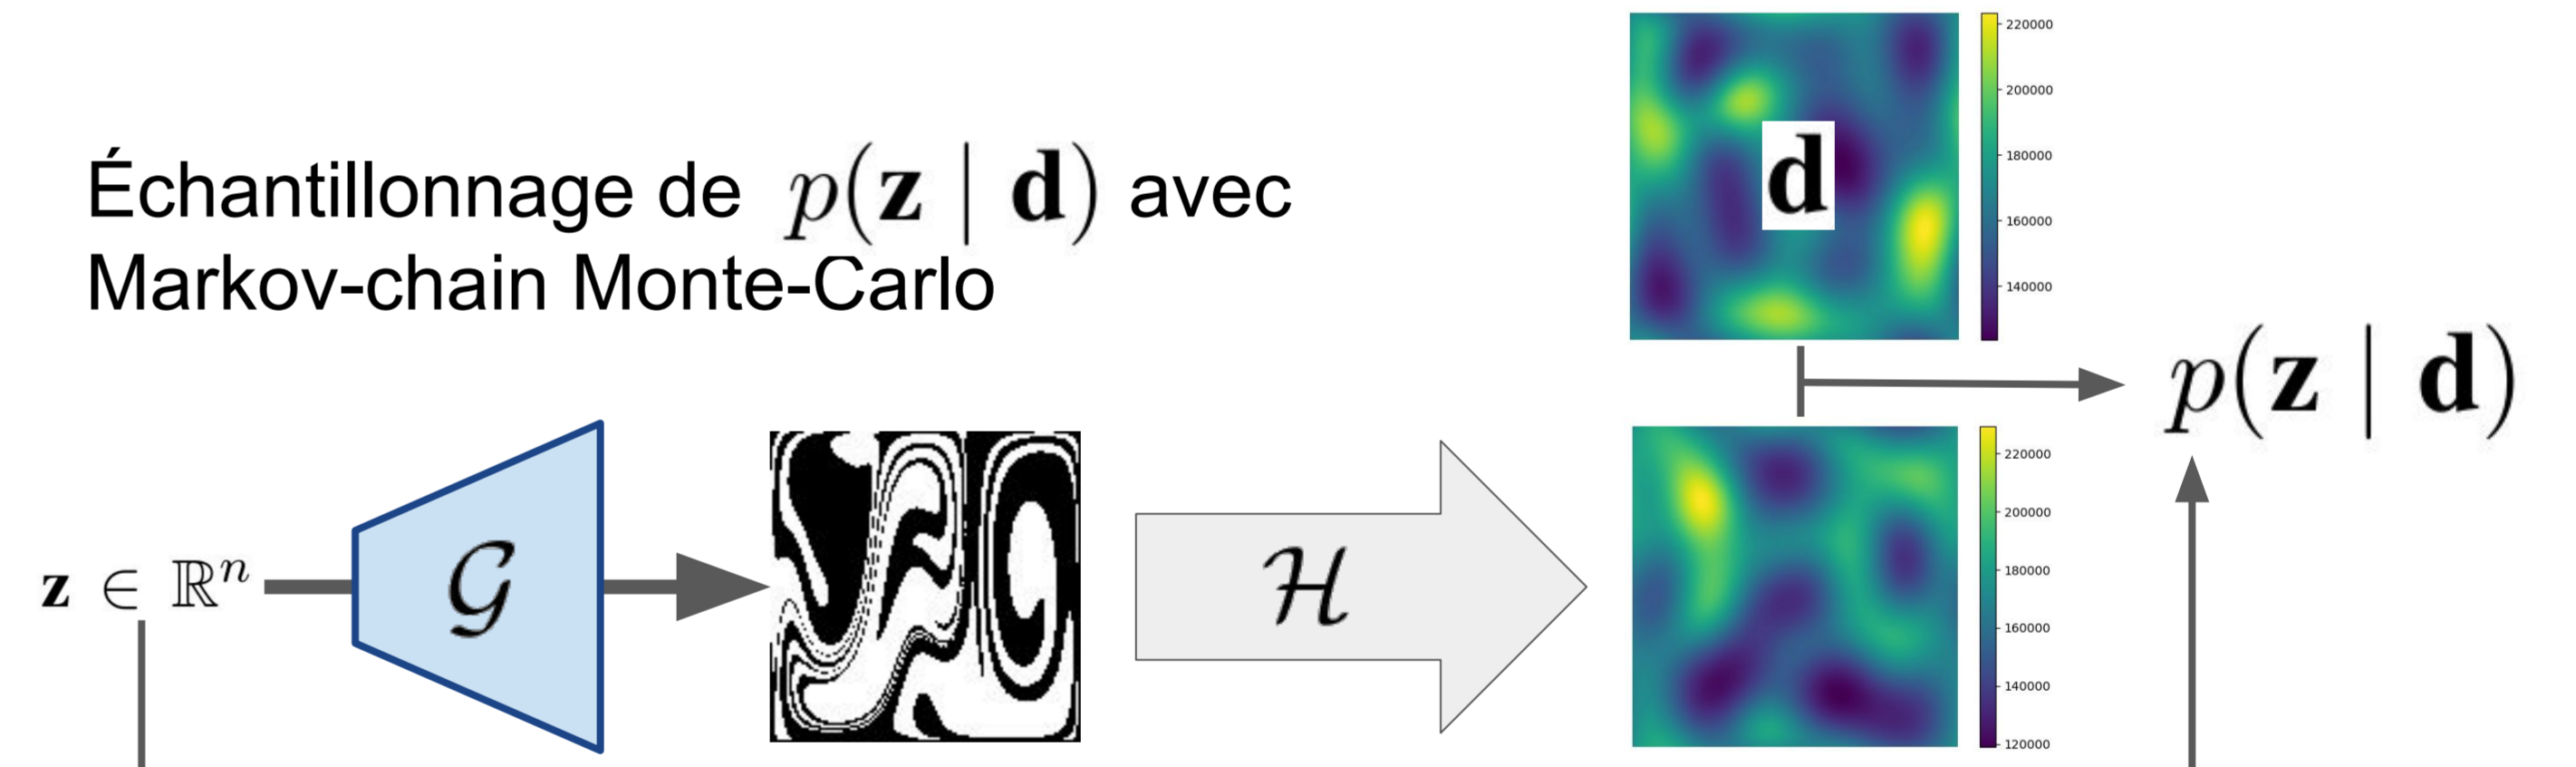 Échantillonnage de p(z | d) avec
Markov-chain Monte-Carlo
d
220000
200000
180000
160000
140000
p(z | d)
z ∈ ℝⁿ
𝒢
ℋ
220000
200000
180000
160000
140000
120000